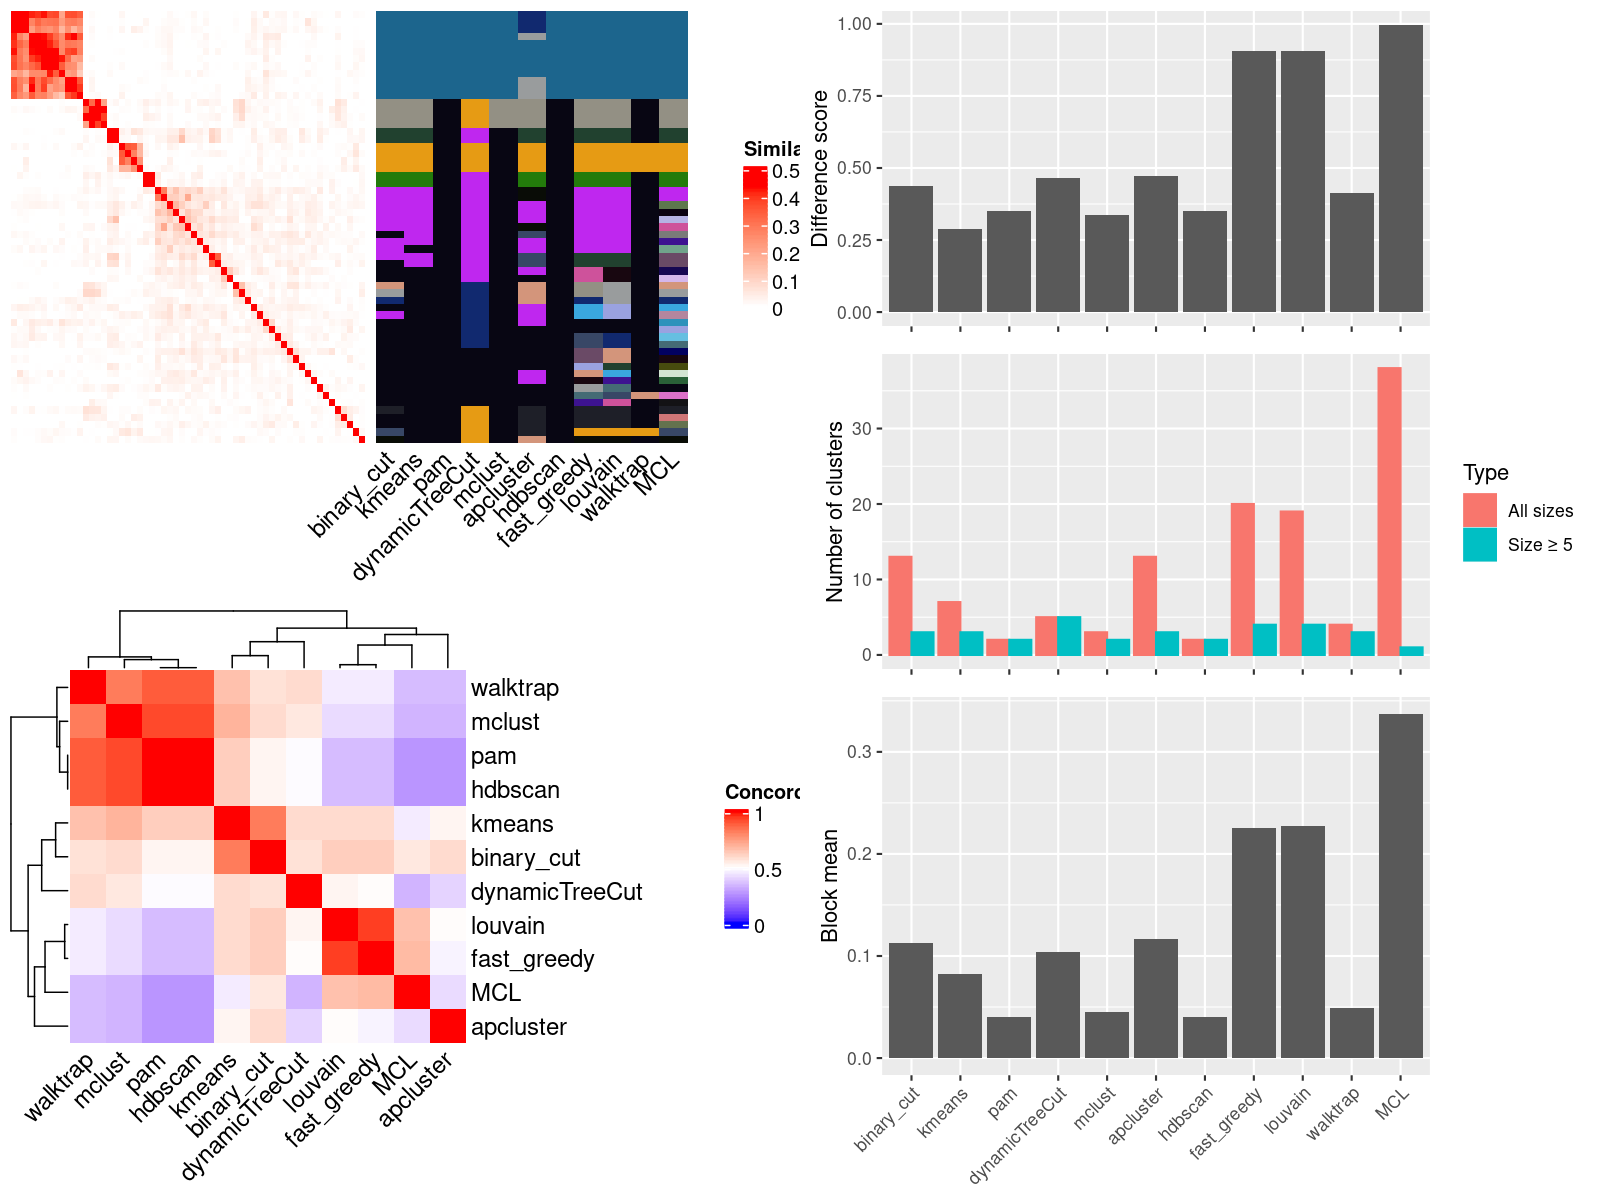 Simila
0.5
0.4
0.3
0.2
0.1
0
binary_cut
kmeans
pam
dynamicTreeCut
mclust
apcluster
hdbscan
fast_greedy
louvain
walktrap
MCL
walktrap
mclust
pam
hdbscan
kmeans
binary_cut
dynamicTreeCut
louvain
fast_greedy
MCL
apcluster
walktrap
mclust
pam
hdbscan
kmeans
binary_cut
dynamicTreeCut
louvain
fast_greedy
MCL
apcluster
Concord
1
0.5
0
Difference score
1.00
0.75
0.50
0.25
0.00
Number of clusters
30
20
10
0
Type
All sizes
Size ≥ 5
Block mean
0.3
0.2
0.1
0.0
binary_cut
kmeans
pam
dynamicTreeCut
mclust
apcluster
hdbscan
fast_greedy
louvain
walktrap
MCL